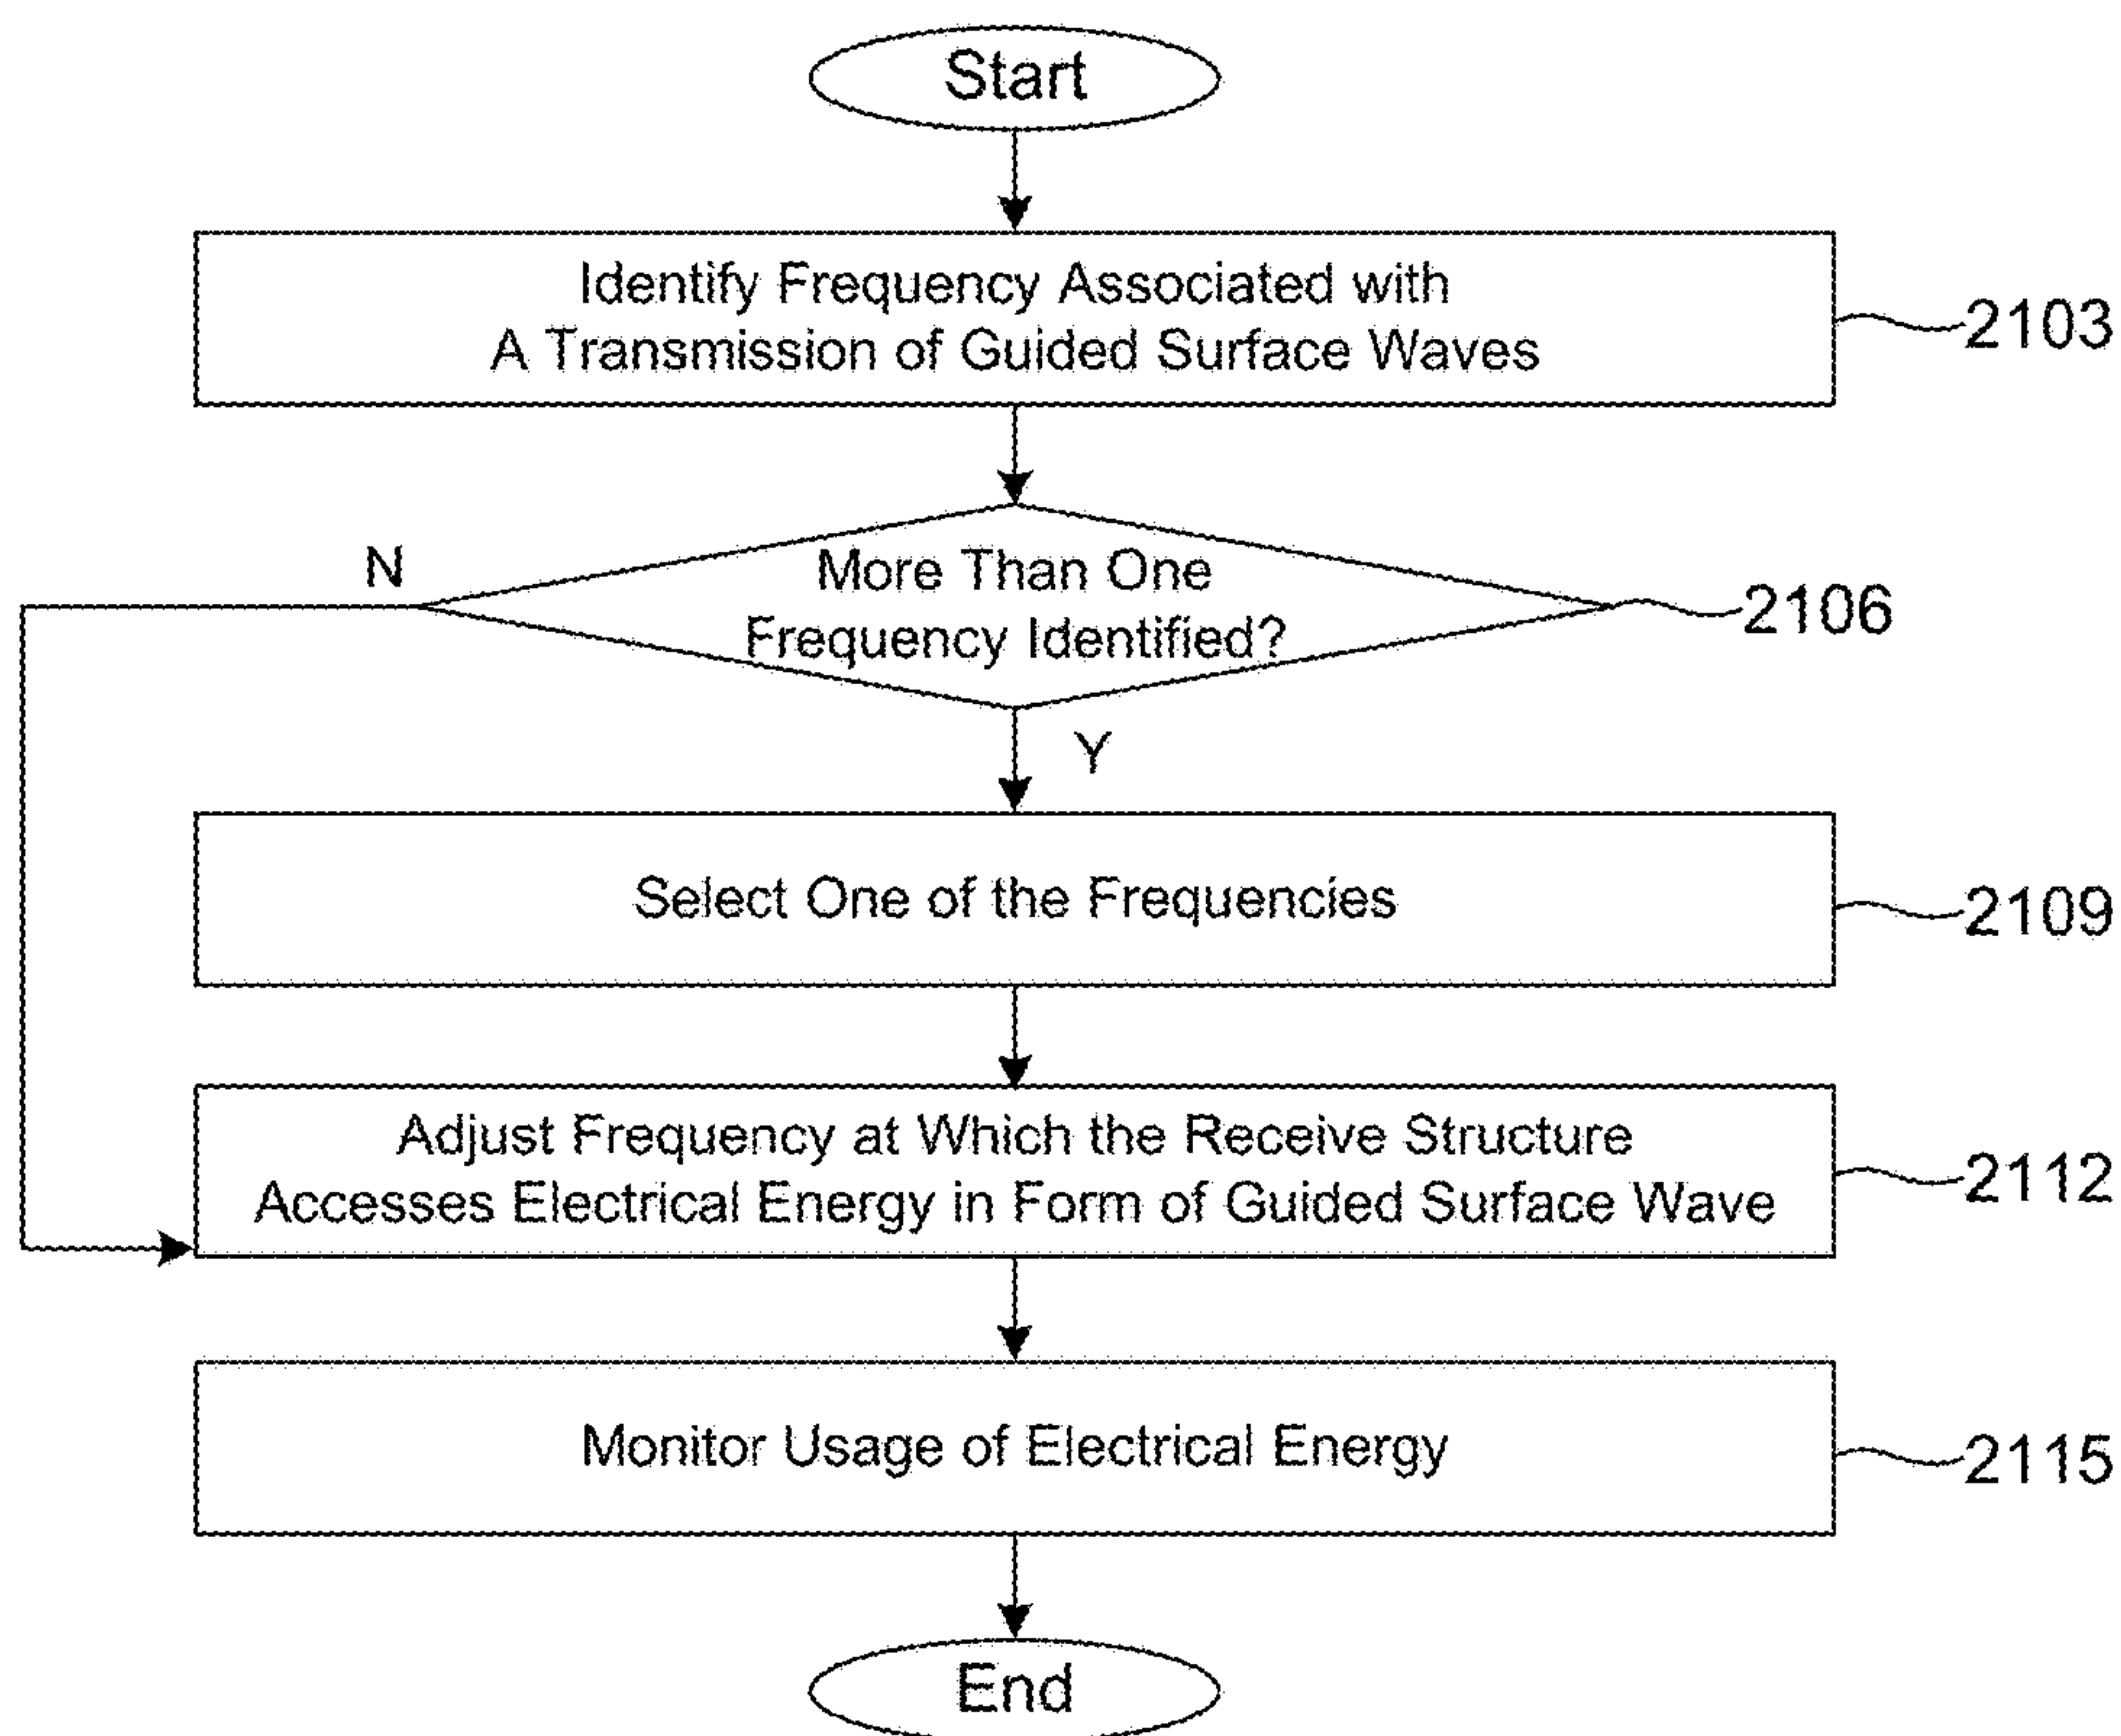 Start
Identify Frequency Associated with
A Transmission of Guided Surface Waves
2103
N
More Than One
Frequency Identified?
2106
Y
Select One of the Frequencies
2109
Adjust Frequency at Which the Receive Structure
Accesses Electrical Energy in Form of Guided Surface Wave
2112
Monitor Usage of Electrical Energy
2115
End